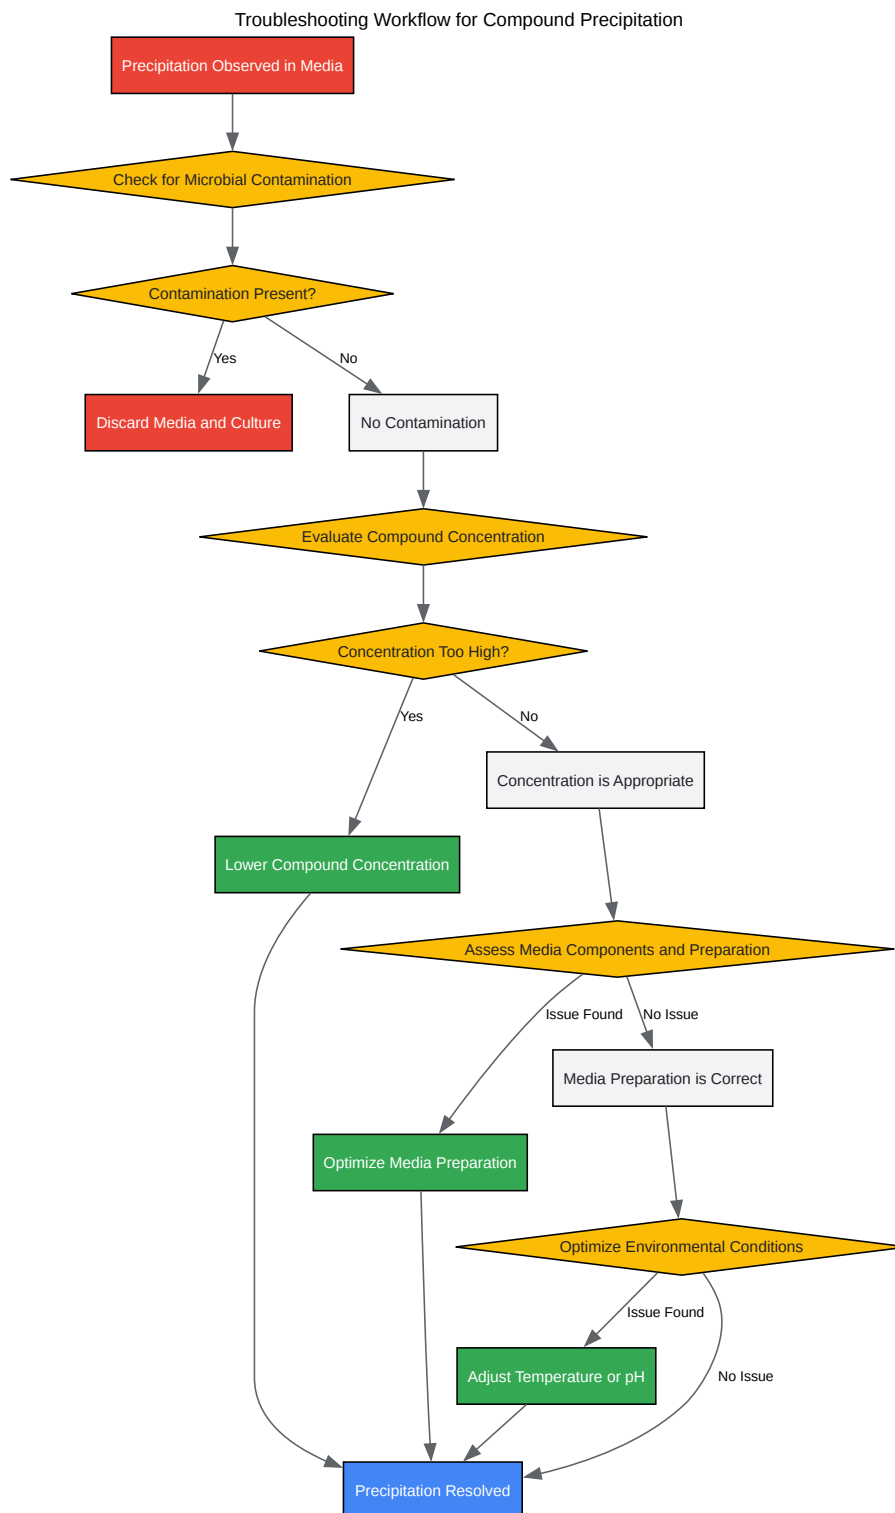 Troubleshooting Workflow for Compound Precipitation
Precipitation Observed in Media
Check for Microbial Contamination
Contamination Present?
Yes
No
Discard Media and Culture
No Contamination
Evaluate Compound Concentration
Concentration Too High?
Yes
No
Concentration is Appropriate
Lower Compound Concentration
Assess Media Components and Preparation
Issue Found
No Issue
Media Preparation is Correct
Optimize Media Preparation
Optimize Environmental Conditions
Issue Found
Adjust Temperature or pH
No Issue
Precipitation Resolved